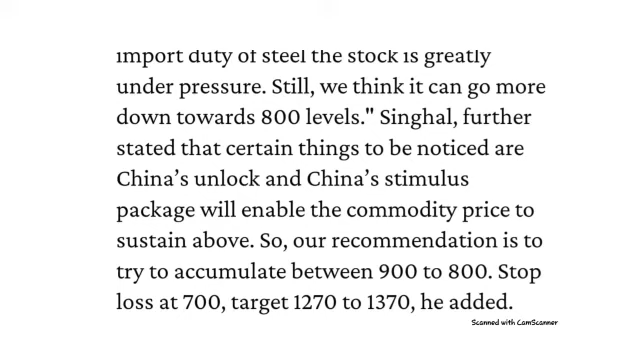 import duty of steel the stock is greatly
under pressure. Still, we think it can go more
down towards 800 levels." Singhal, further
stated that certain things to be noticed are
China's unlock and China's stimulus
package will enable the commodity price to
sustain above. So, our recommendation is to
try to accumulate between 900 to 800. Stop
loss at 700, target 1270 to 1370, he added.
Scanned with CamScanner